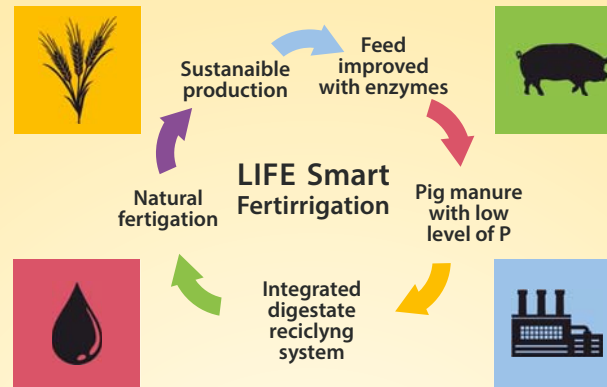 Sustanaible
production
Feed
improved
with enzymes
LIFE Smart
Fertirrigation
Natural
fertigation
Pig manure
with low
level of P
Integrated
digestate
reciclyng
system